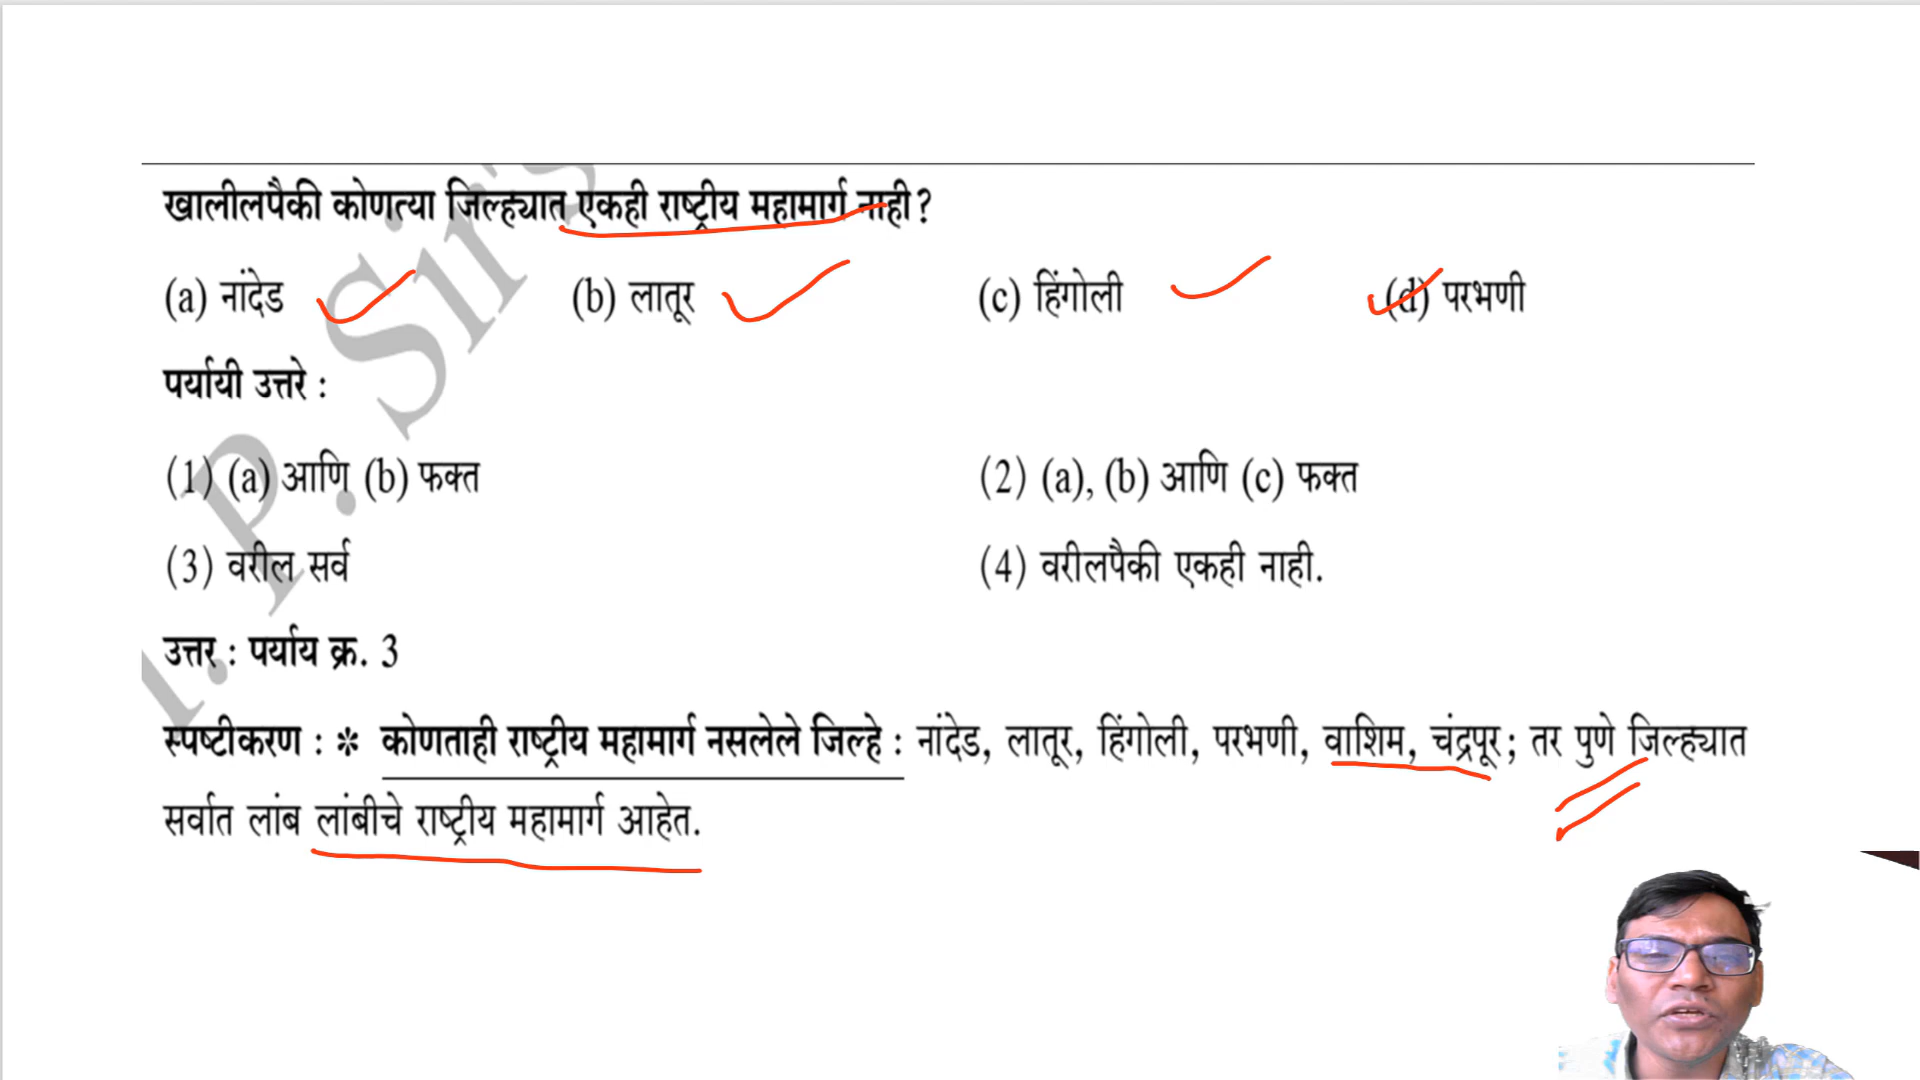 खालीलपैकी कोणत्या जिल्ह्यात एकही राष्ट्रीय महामार्ग नाही?
(a) नांदेड (b) लातूर (c) हिंगोली (d) परभणी
पर्यायी उत्तरे :
(1) (a) आणि (b) फक्त (2) (a), (b) आणि (c) फक्त
(3) वरील सर्व (4) वरीलपैकी एकही नाही.
उत्तर : पर्याय क्र. 3
स्पष्टीकरण : * कोणताही राष्ट्रीय महामार्ग नसलेले जिल्हे : नांदेड, लातूर, हिंगोली, परभणी, वाशिम, चंद्रपूर; तर पुणे जिल्ह्यात
सर्वात लांब लांबीचे राष्ट्रीय महामार्ग आहेत.
P. Sir's